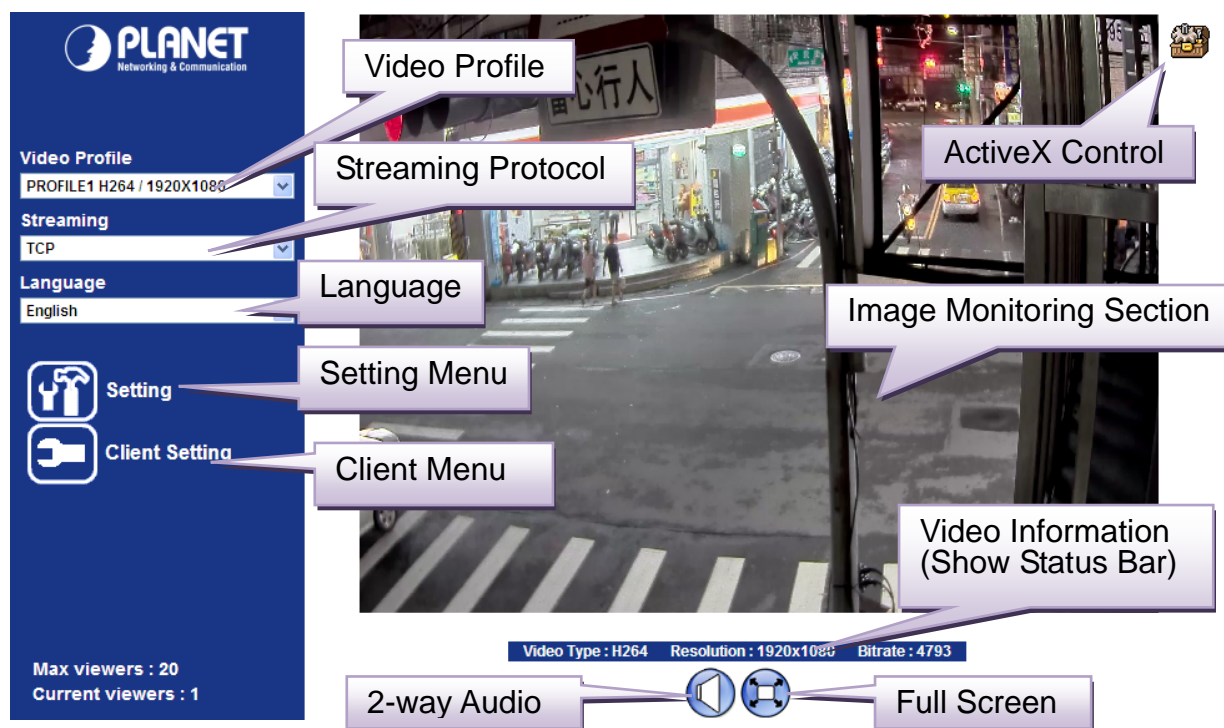 PLANET
Networking & Communication
Video Profile
PROFILE1 H264 / 1920X1080
Streaming
TCP
Language
English
Setting
Client Setting
Max viewers : 20
Current viewers : 1
Video Profile
Streaming Protocol
Language
Setting Menu
Client Menu
留心行人
ActiveX Control
Image Monitoring Section
Video Information
(Show Status Bar)
Video Type : H264 Resolution : 1920x1080 Bitrate : 4793
2-way Audio
Full Screen